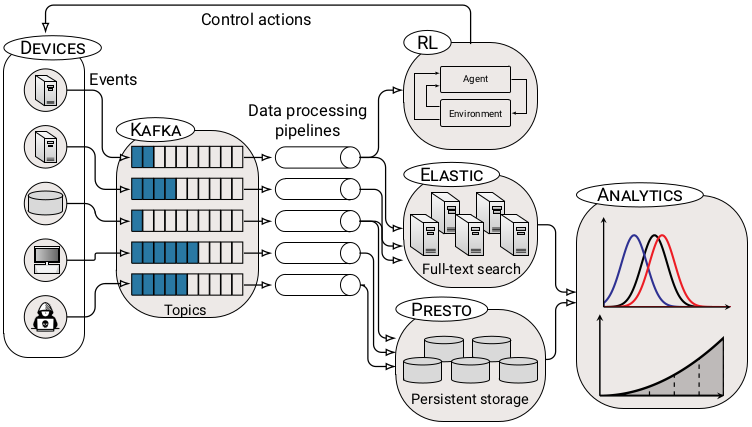 Control actions
DEVICES
RL
Events
Agent
Environment
Data processing
pipelines
KAFKA
ELASTIC
ANALYTICS
Full-text search
Topics
PRESTO
Persistent storage